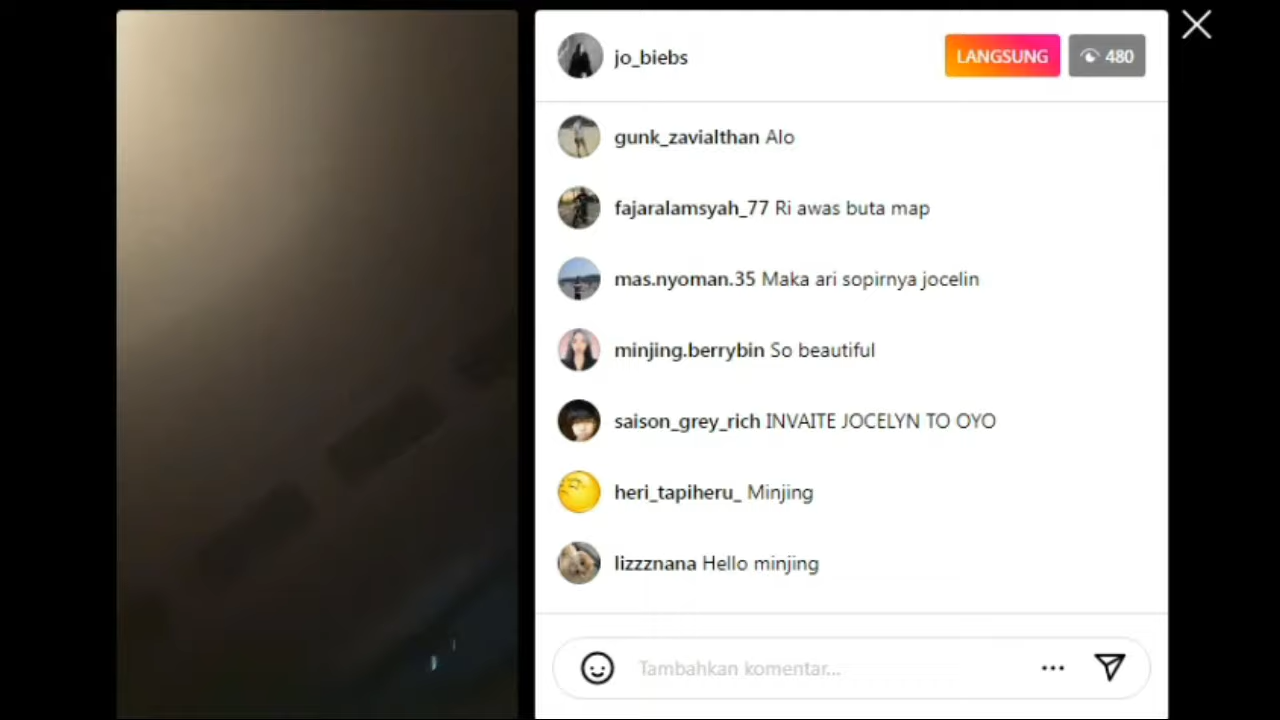 jo_biebs
LANGSUNG
480
gunk_zavialthan Alo
fajaralamsyah_77 Ri awas buta map
mas.nyoman.35 Maka ari sopirnya jocelin
minjing.berrybin So beautiful
saison_grey_rich INVAITE JOCELYN TO OYO
heri_tapiheru_ Minjing
lizzznana Hello minjing
Tambahkan komentar...